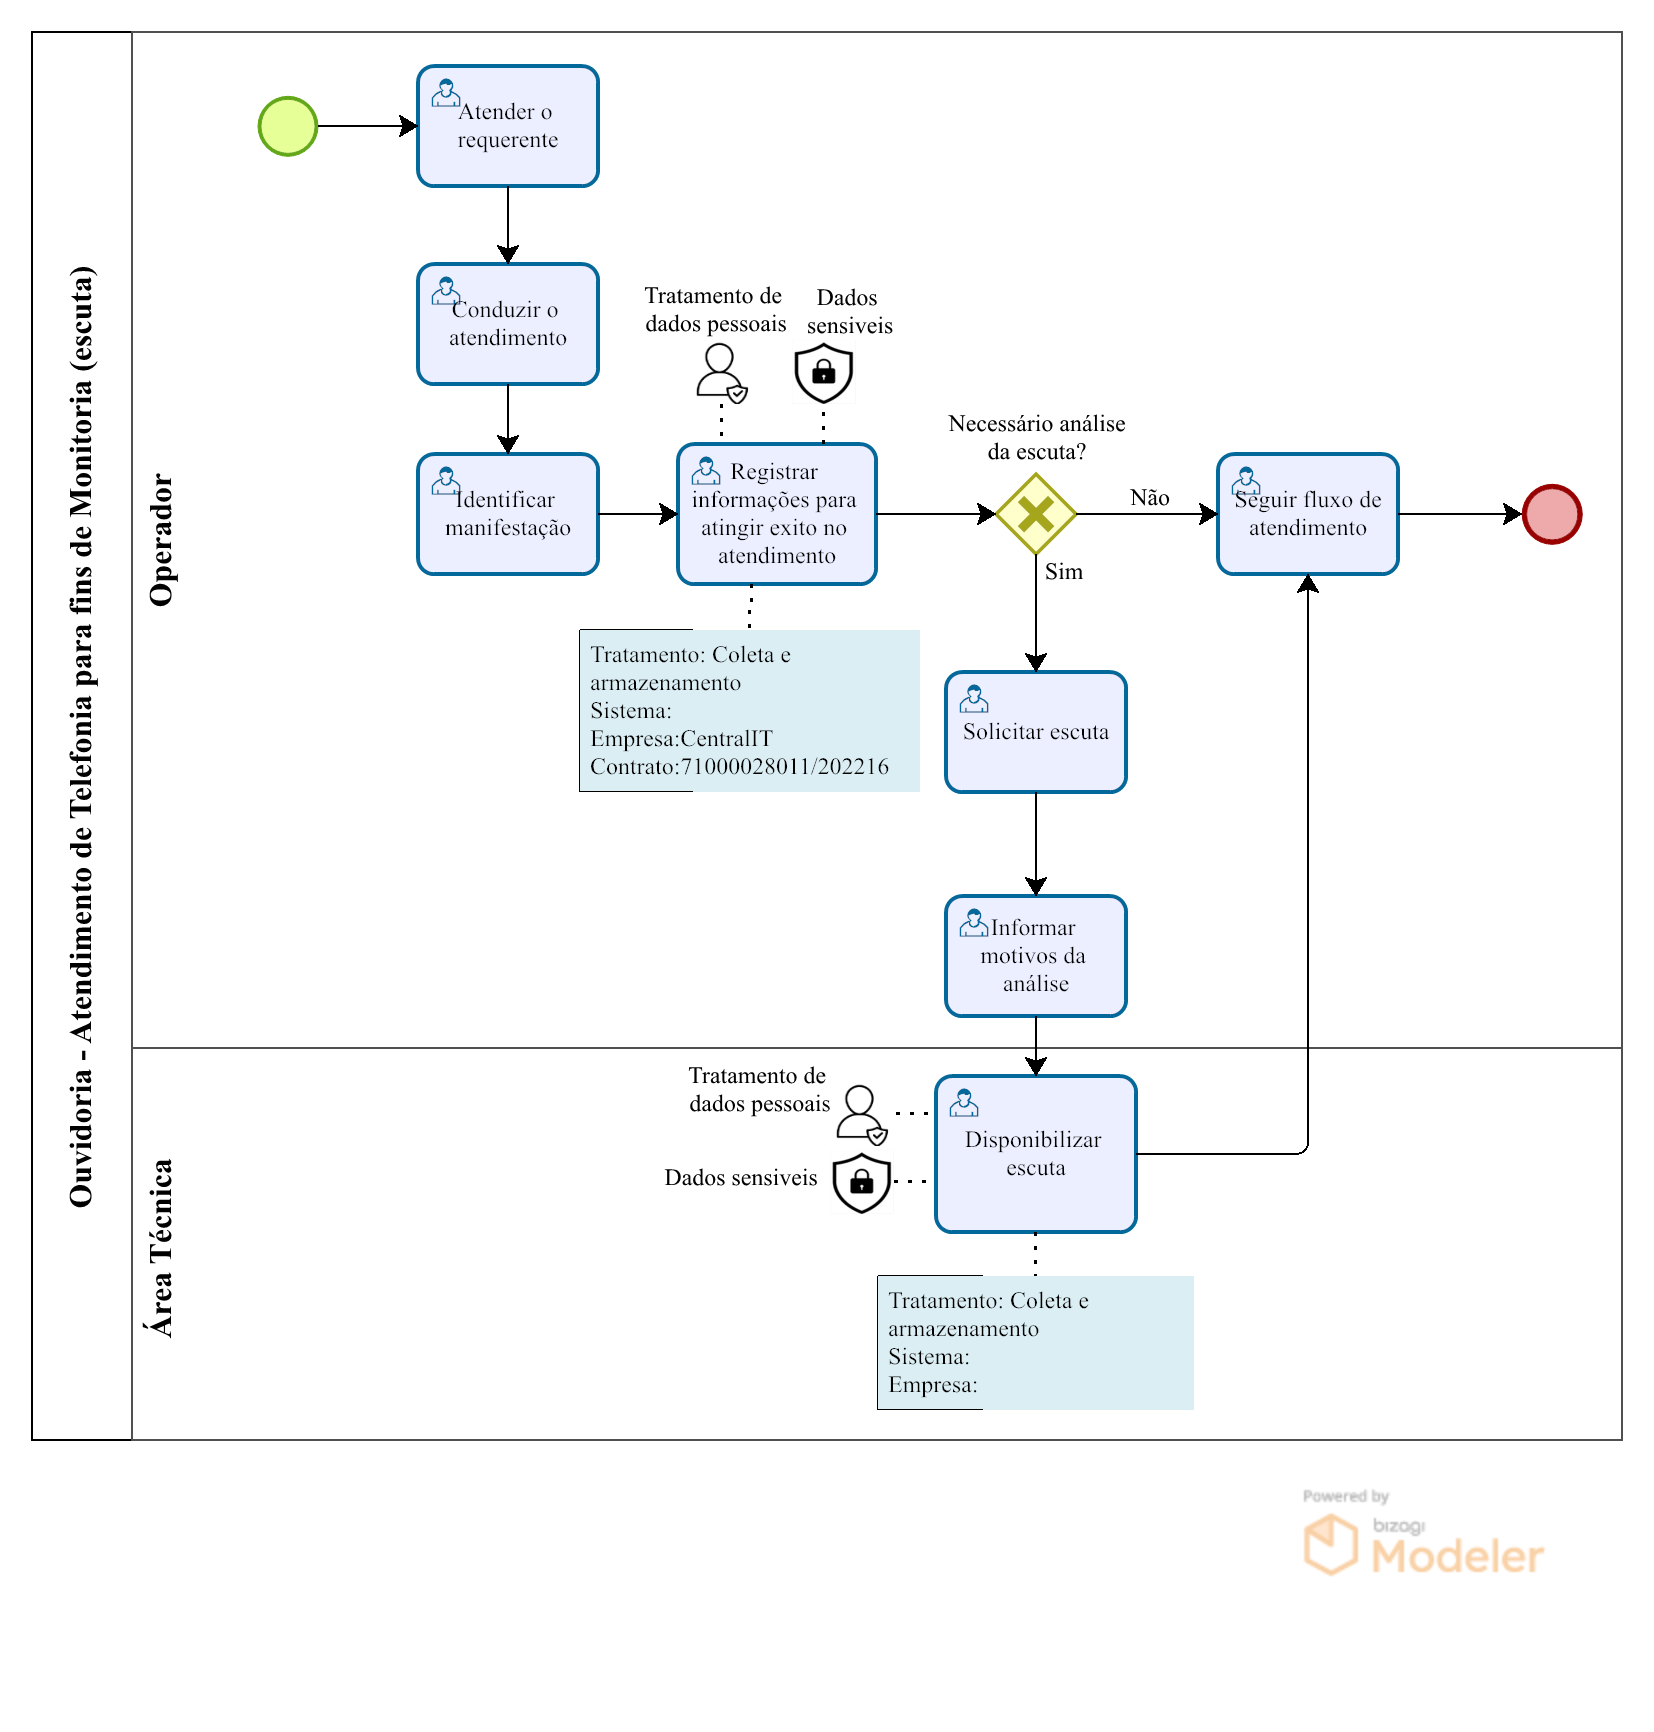 Ouvidoria - Atendimento de Telefonia para fins de Monitoria (escuta)
Operador
Atender o
requerente
Conduzir o
atendimento
Identificar
manifestação
Tratamento de
dados pessoais
Dados
sensiveis
Registrar
informações para
atingir exito no
atendimento
Tratamento: Coleta e
armazenamento
Sistema:
Empresa:CentralIT
Contrato:71000028011/202216
Necessário análise
da escuta?
Não
Sim
Seguir fluxo de
atendimento
Solicitar escuta
Informar
motivos da
análise
Área Técnica
Tratamento de
dados pessoais
Dados sensiveis
Disponibilizar
escuta
Tratamento: Coleta e
armazenamento
Sistema:
Empresa:
Powered by
bizagi
Modeler